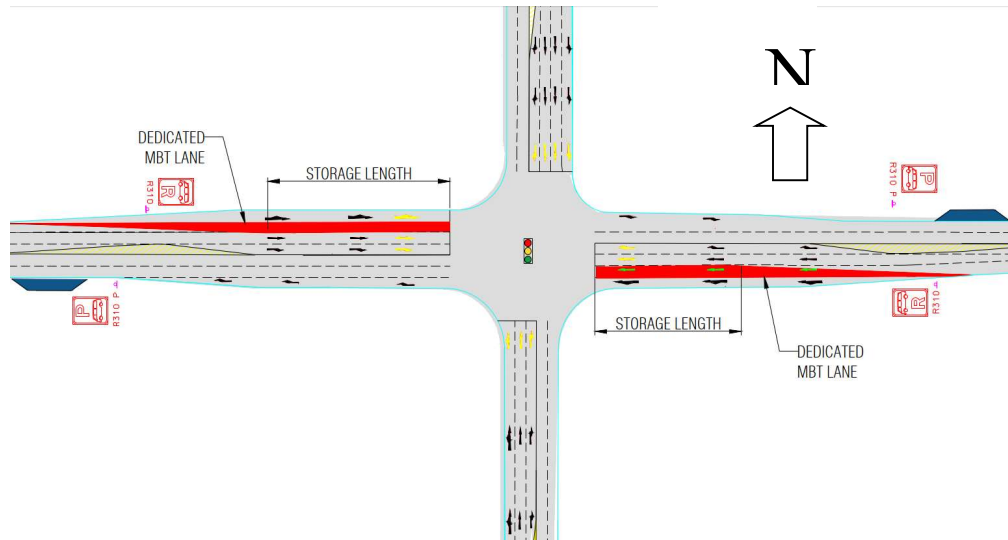 N
DEDICATED
MBT LANE
R310
R
STORAGE LENGTH
R310 P
P
P
R310 P
STORAGE LENGTH
R
R310
DEDICATED
MBT LANE